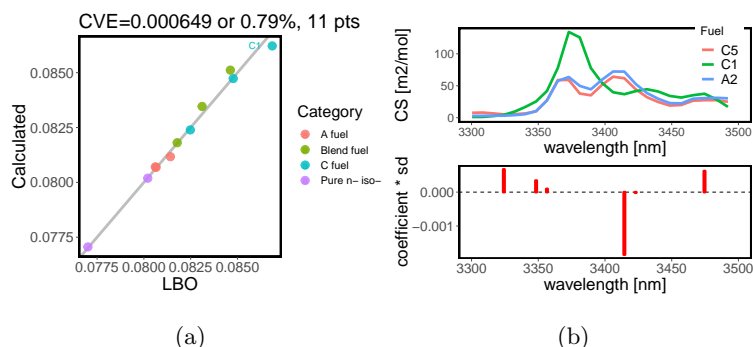 CVE=0.000649 or 0.79%, 11 pts
C1
Calculated
0.0850
0.0825
0.0800
0.0775
0.0775 0.0800 0.0825 0.0850
LBO
Category
A fuel
Blend fuel
C fuel
Pure n- iso-
(a)
CS [m2/mol]
100
50
0
3300 3350 3400 3450 3500
wavelength [nm]
Fuel
C5
C1
A2
coefficient * sd
0.000
−0.001
3300 3350 3400 3450 3500
wavelength [nm]
(b)